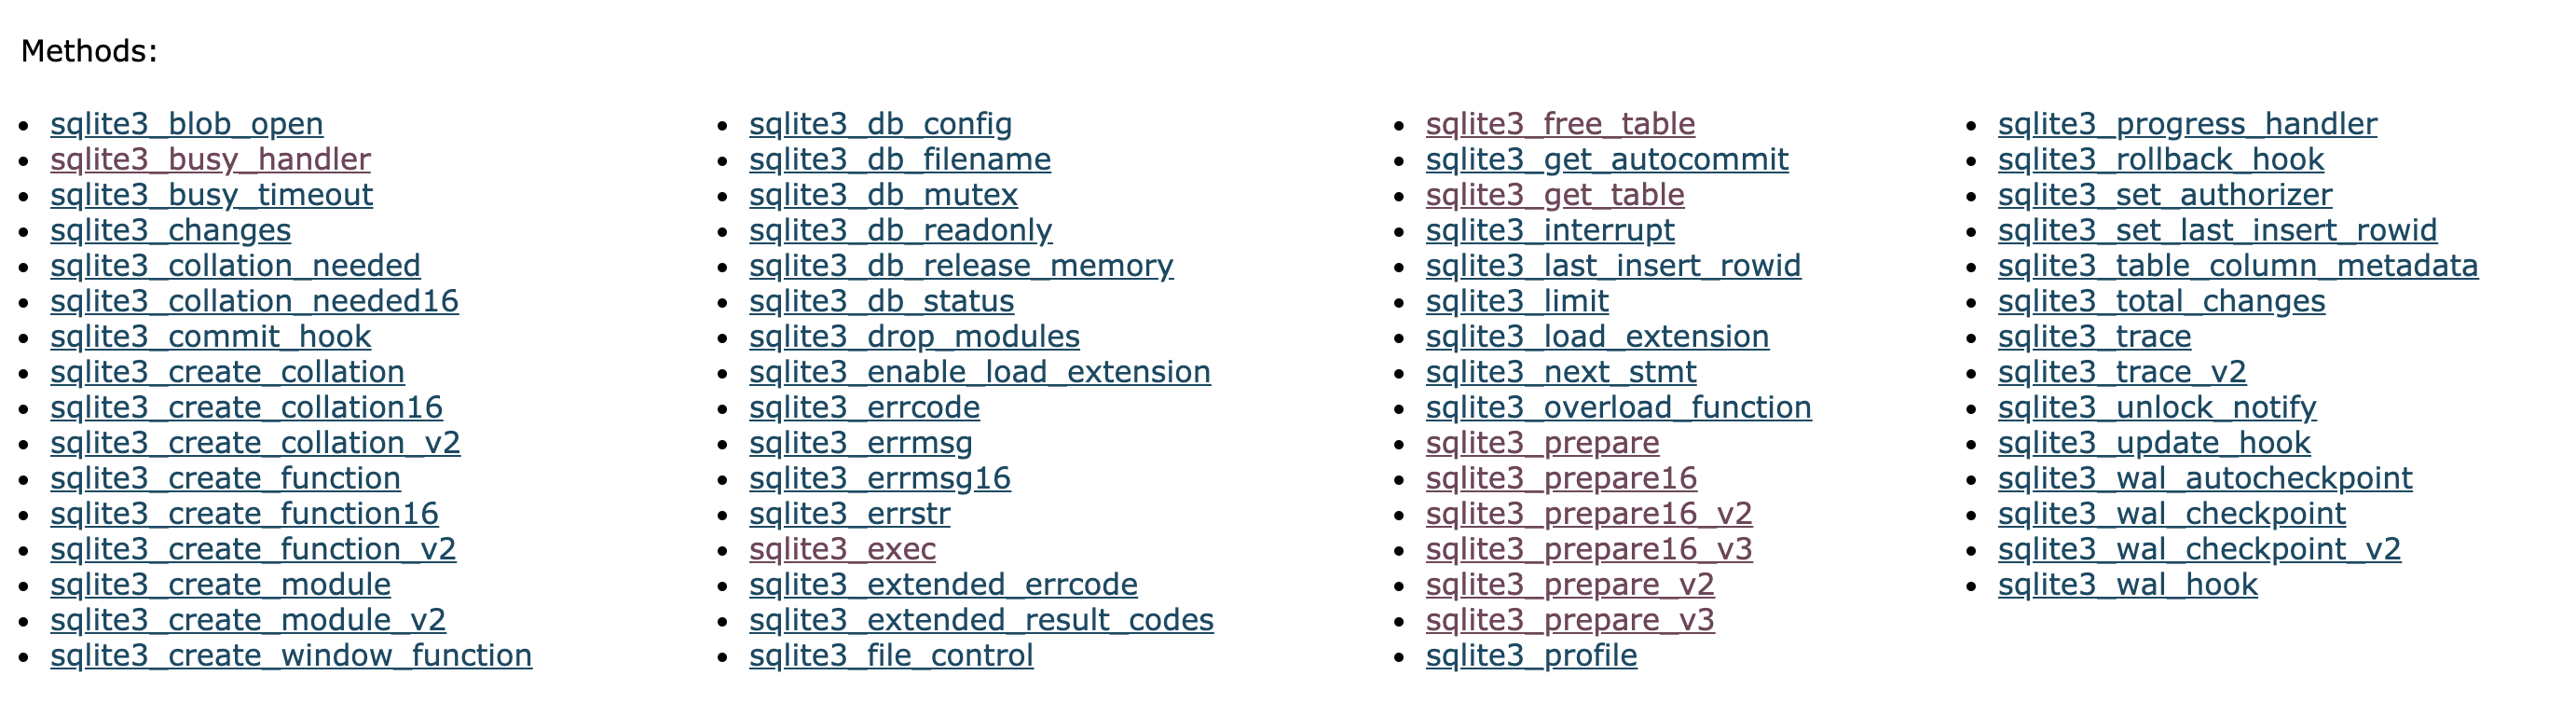 Methods:
sqlite3_blob_open
sqlite3_busy_handler
sqlite3_busy_timeout
sqlite3_changes
sqlite3_collation_needed
sqlite3_collation_needed16
sqlite3_commit_hook
sqlite3_create_collation
sqlite3_create_collation16
sqlite3_create_collation_v2
sqlite3_create_function
sqlite3_create_function16
sqlite3_create_function_v2
sqlite3_create_module
sqlite3_create_module_v2
sqlite3_create_window_function
sqlite3_db_config
sqlite3_db_filename
sqlite3_db_mutex
sqlite3_db_readonly
sqlite3_db_release_memory
sqlite3_db_status
sqlite3_drop_modules
sqlite3_enable_load_extension
sqlite3_errcode
sqlite3_errmsg
sqlite3_errmsg16
sqlite3_errstr
sqlite3_exec
sqlite3_extended_errcode
sqlite3_extended_result_codes
sqlite3_file_control
sqlite3_free_table
sqlite3_get_autocommit
sqlite3_get_table
sqlite3_interrupt
sqlite3_last_insert_rowid
sqlite3_limit
sqlite3_load_extension
sqlite3_next_stmt
sqlite3_overload_function
sqlite3_prepare
sqlite3_prepare16
sqlite3_prepare16_v2
sqlite3_prepare16_v3
sqlite3_prepare_v2
sqlite3_prepare_v3
sqlite3_profile
sqlite3_progress_handler
sqlite3_rollback_hook
sqlite3_set_authorizer
sqlite3_set_last_insert_rowid
sqlite3_table_column_metadata
sqlite3_total_changes
sqlite3_trace
sqlite3_trace_v2
sqlite3_unlock_notify
sqlite3_update_hook
sqlite3_wal_autocheckpoint
sqlite3_wal_checkpoint
sqlite3_wal_checkpoint_v2
sqlite3_wal_hook